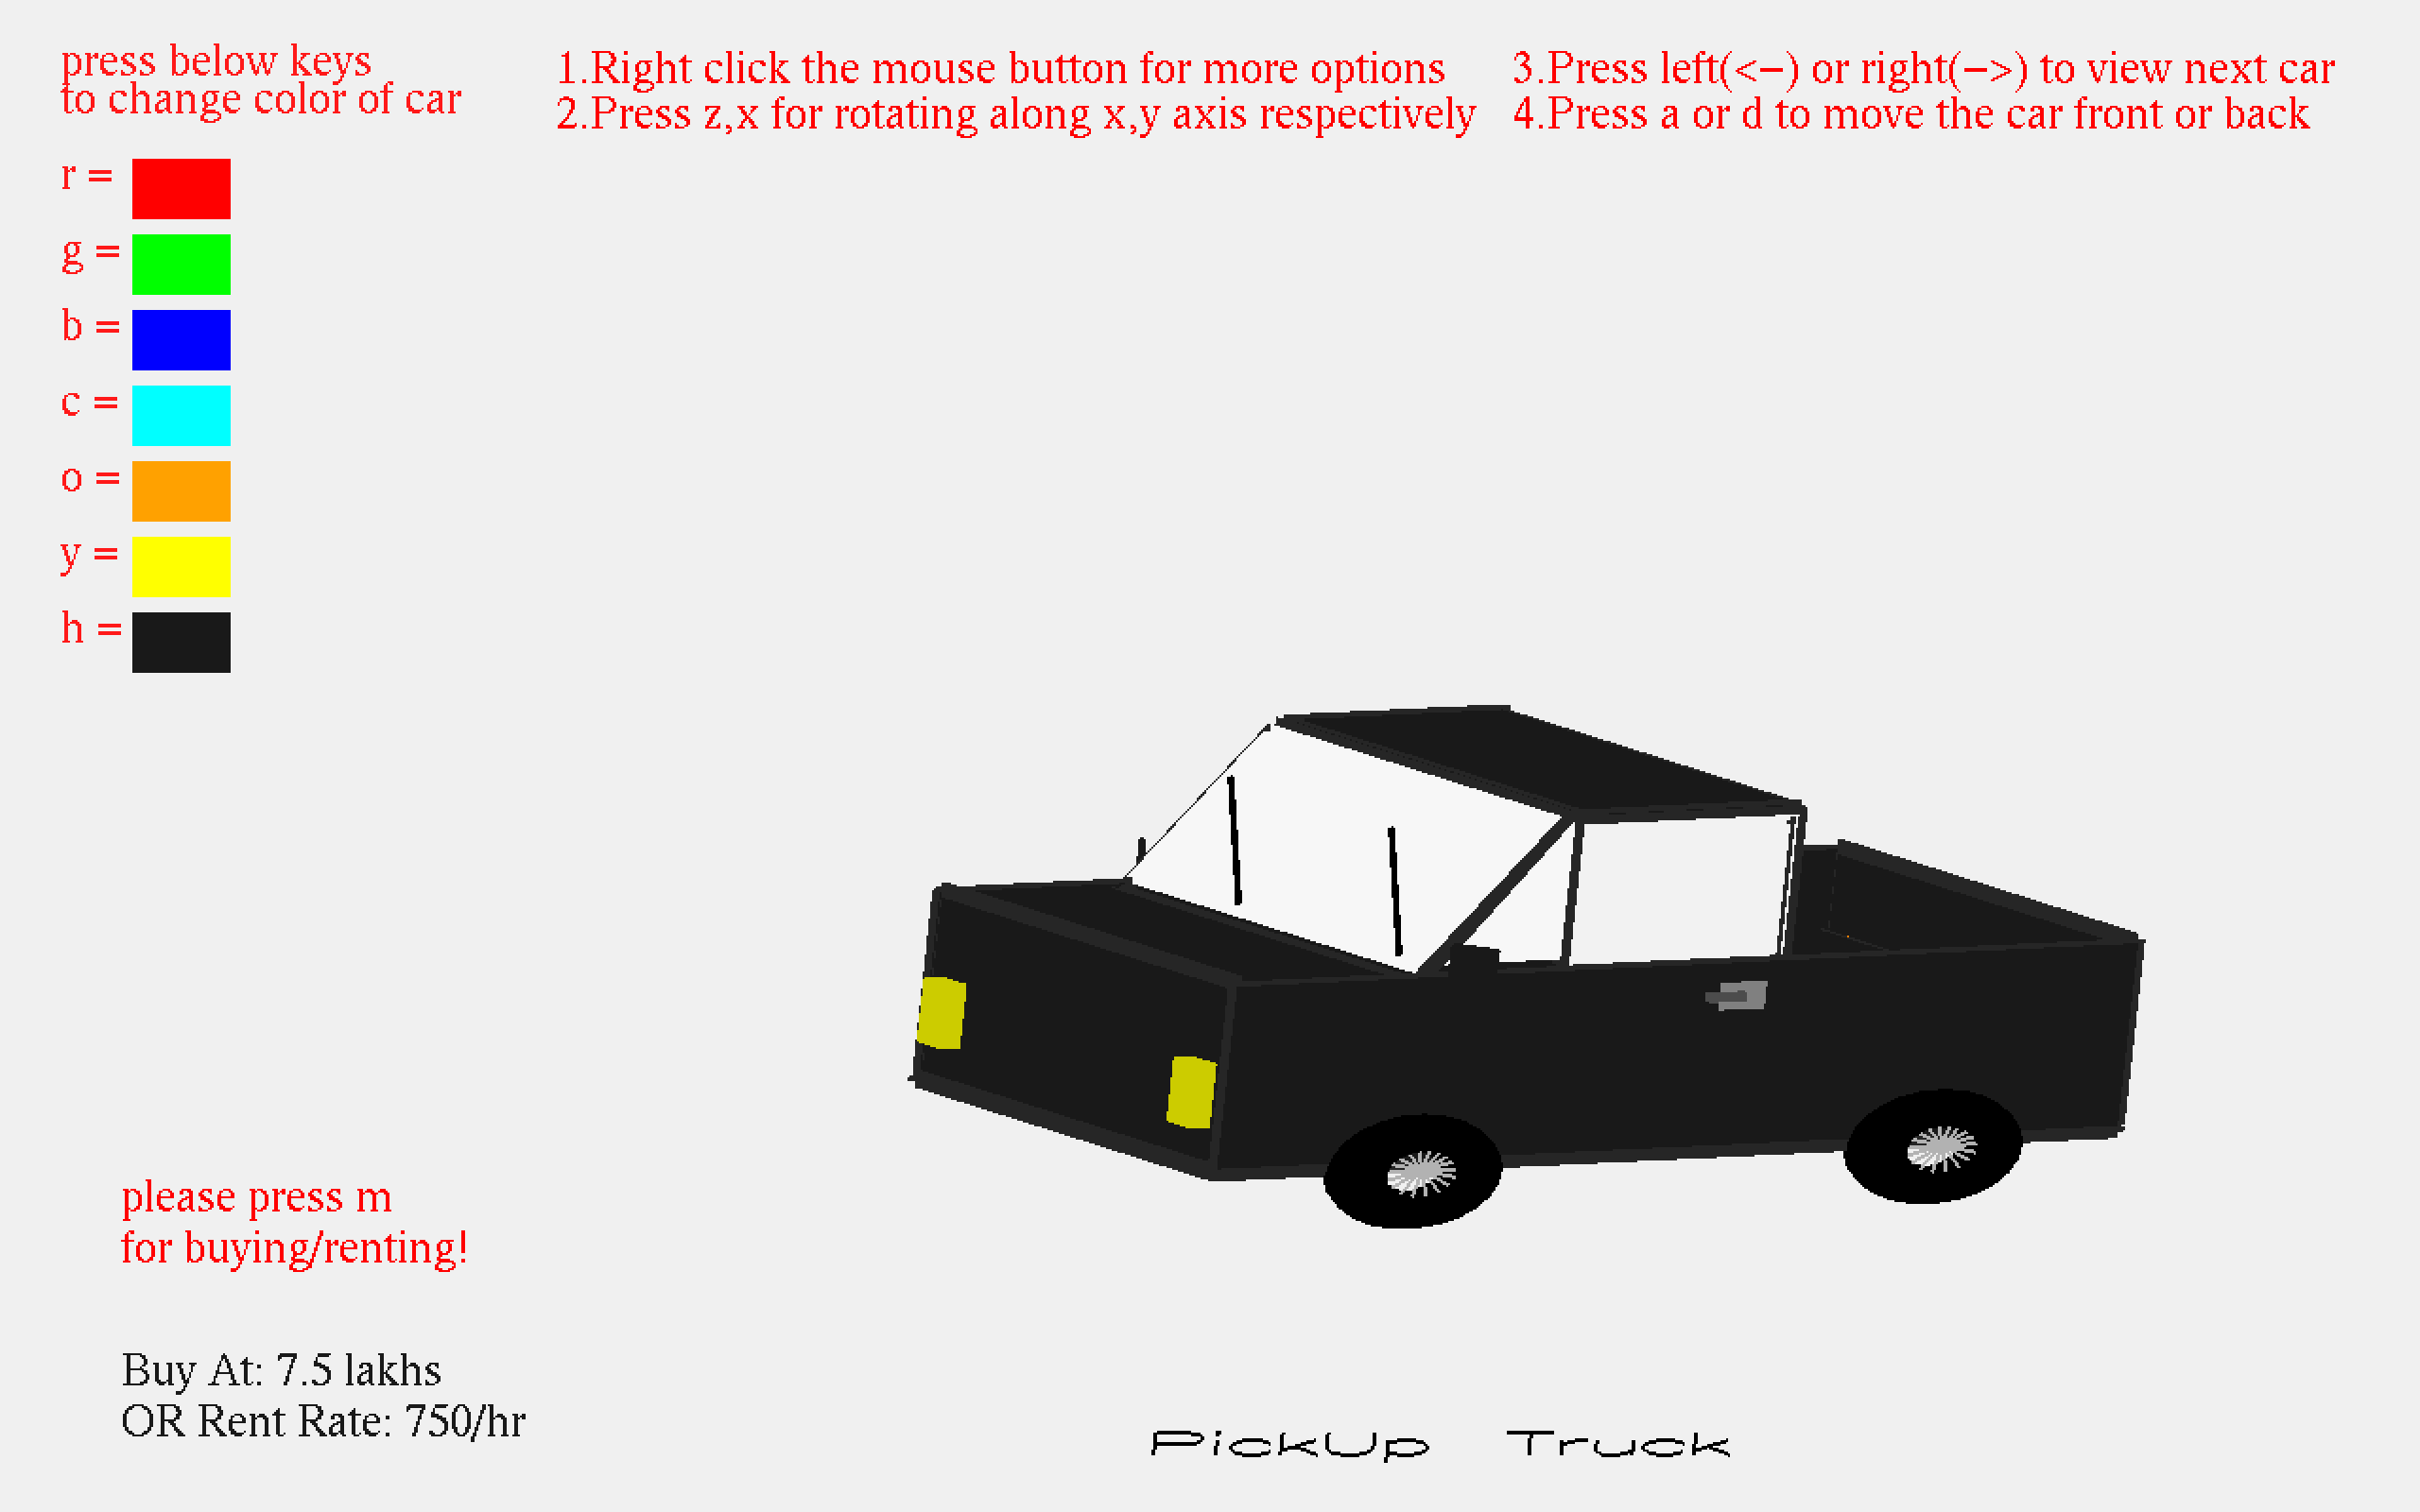 press below keys
to change color of car
1.Right click the mouse button for more options
2.Press z,x for rotating along x,y axis respectively
3.Press left(<-) or right(->) to view next car
4.Press a or d to move the car front or back
r =
g =
b =
c =
o =
y =
h =
please press m
for buying/renting!
Buy At: 7.5 lakhs
OR Rent Rate: 750/hr
PickUp Truck